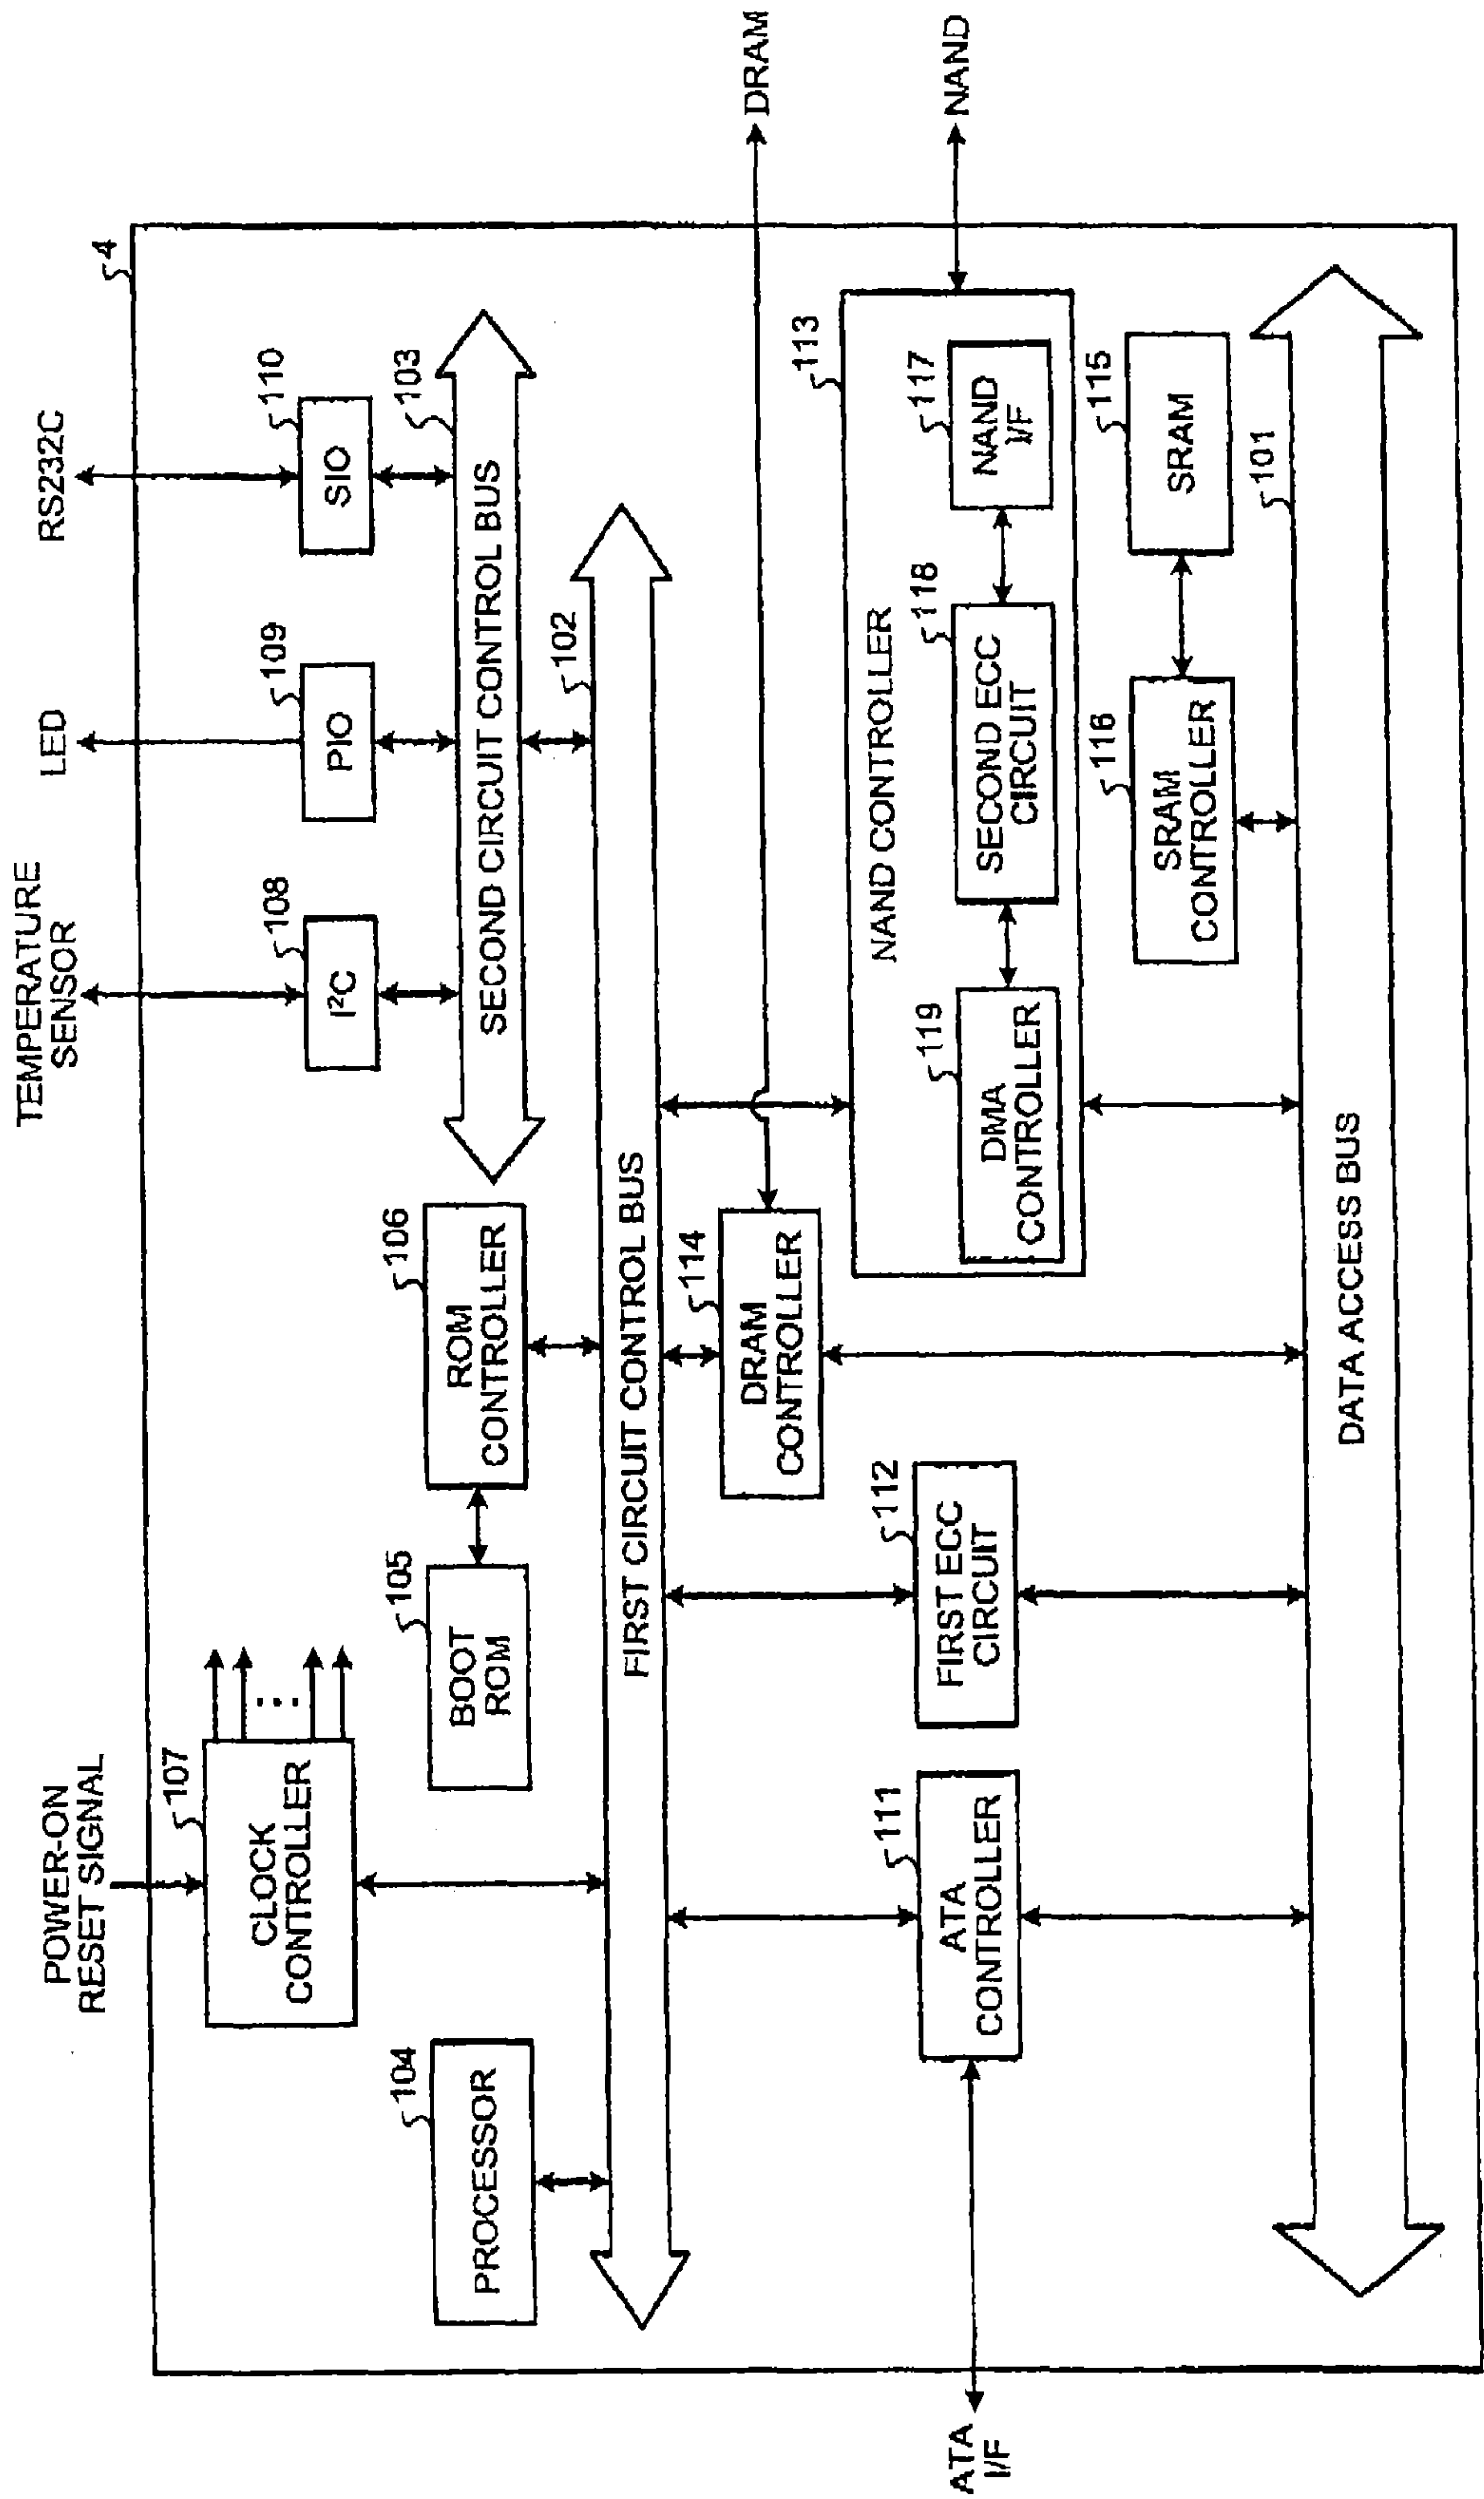 POWER-ON
RESET SIGNAL
TEMPERATURE
SENSOR
LED
RS232C
4
107
CLOCK
CONTROLLER
108
I²C
109
PIO
110
SIO
104
PROCESSOR
105
BOOT
ROM
106
ROM
CONTROLLER
103
SECOND CIRCUIT CONTROL BUS
102
FIRST CIRCUIT CONTROL BUS
114
DRAM
CONTROLLER
DRAM
111
ATA
CONTROLLER
ATA
I/F
112
FIRST ECC
CIRCUIT
113
NAND CONTROLLER
119
DMA
CONTROLLER
118
SECOND ECC
CIRCUIT
117
NAND
I/F
NAND
116
SRAM
CONTROLLER
115
SRAM
101
DATA ACCESS BUS